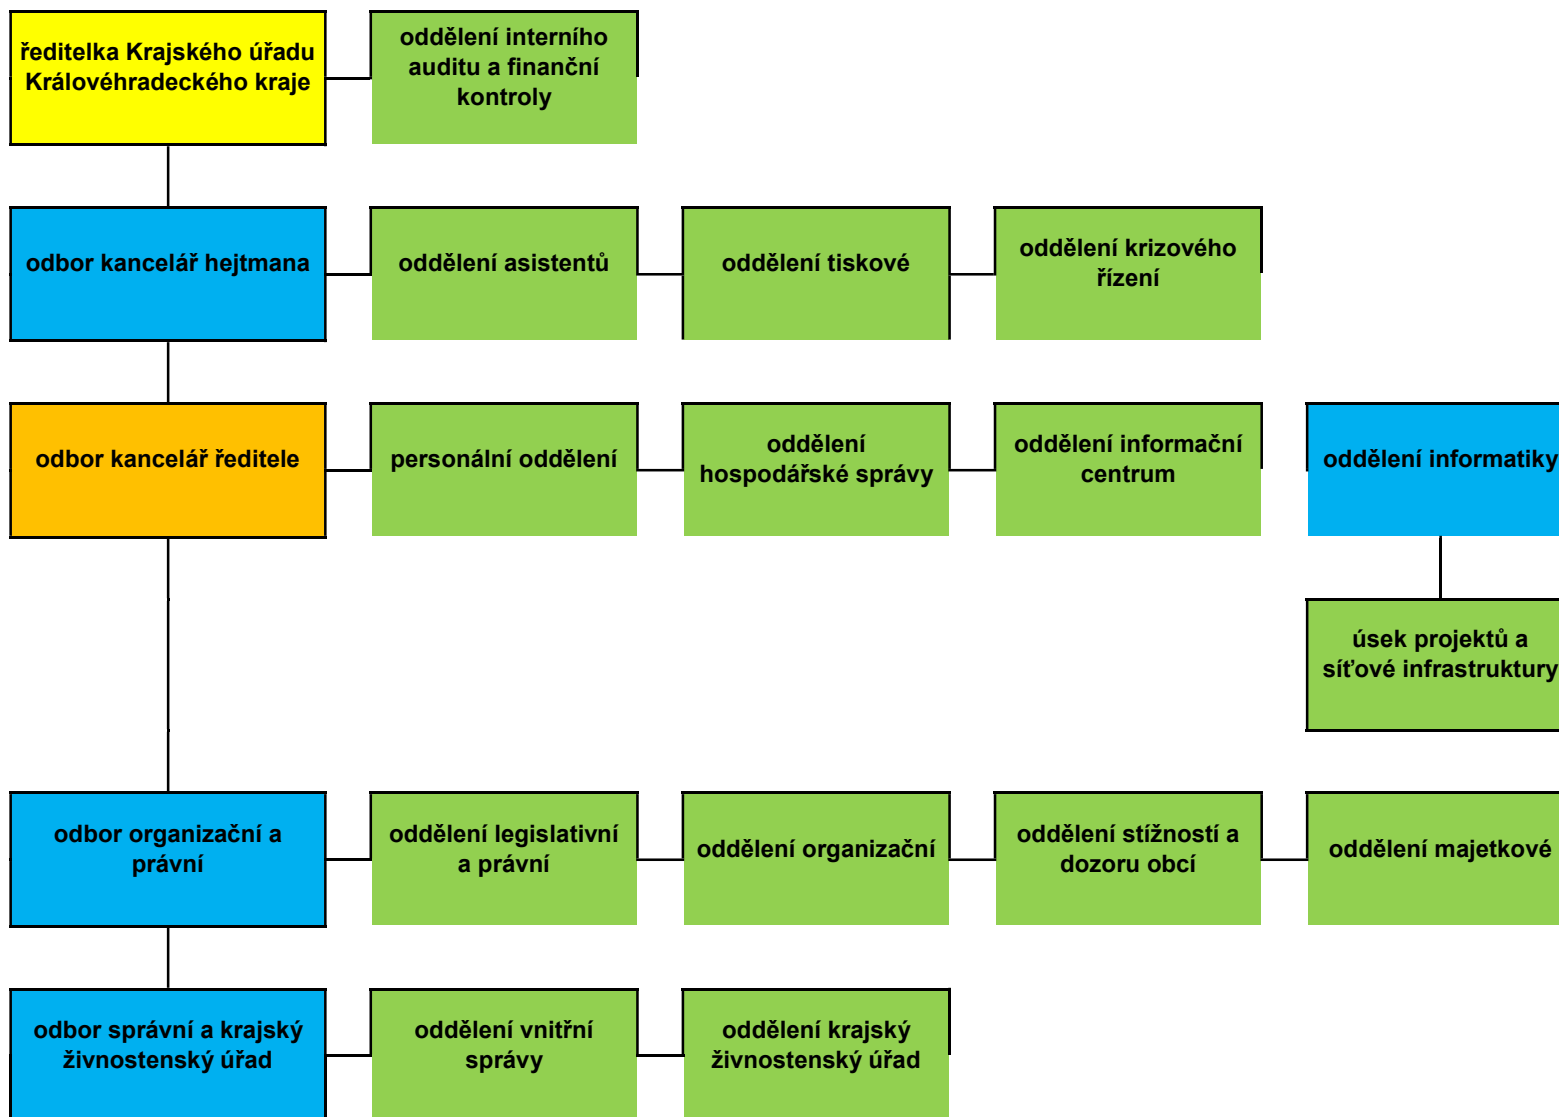 ředitelka Krajského úřadu
Královéhradeckého kraje
oddělení interního
auditu a finanční
kontroly
odbor kancelář hejtmana
oddělení asistentů
oddělení tiskové
oddělení krizového
řízení
odbor kancelář ředitele
personální oddělení
oddělení
hospodářské správy
oddělení informační
centrum
oddělení informatiky
úsek projektů a
síťové infrastruktury
odbor organizační a
právní
oddělení legislativní
a právní
oddělení organizační
oddělení stížností a
dozoru obcí
oddělení majetkové
odbor správní a krajský
živnostenský úřad
oddělení vnitřní
správy
oddělení krajský
živnostenský úřad